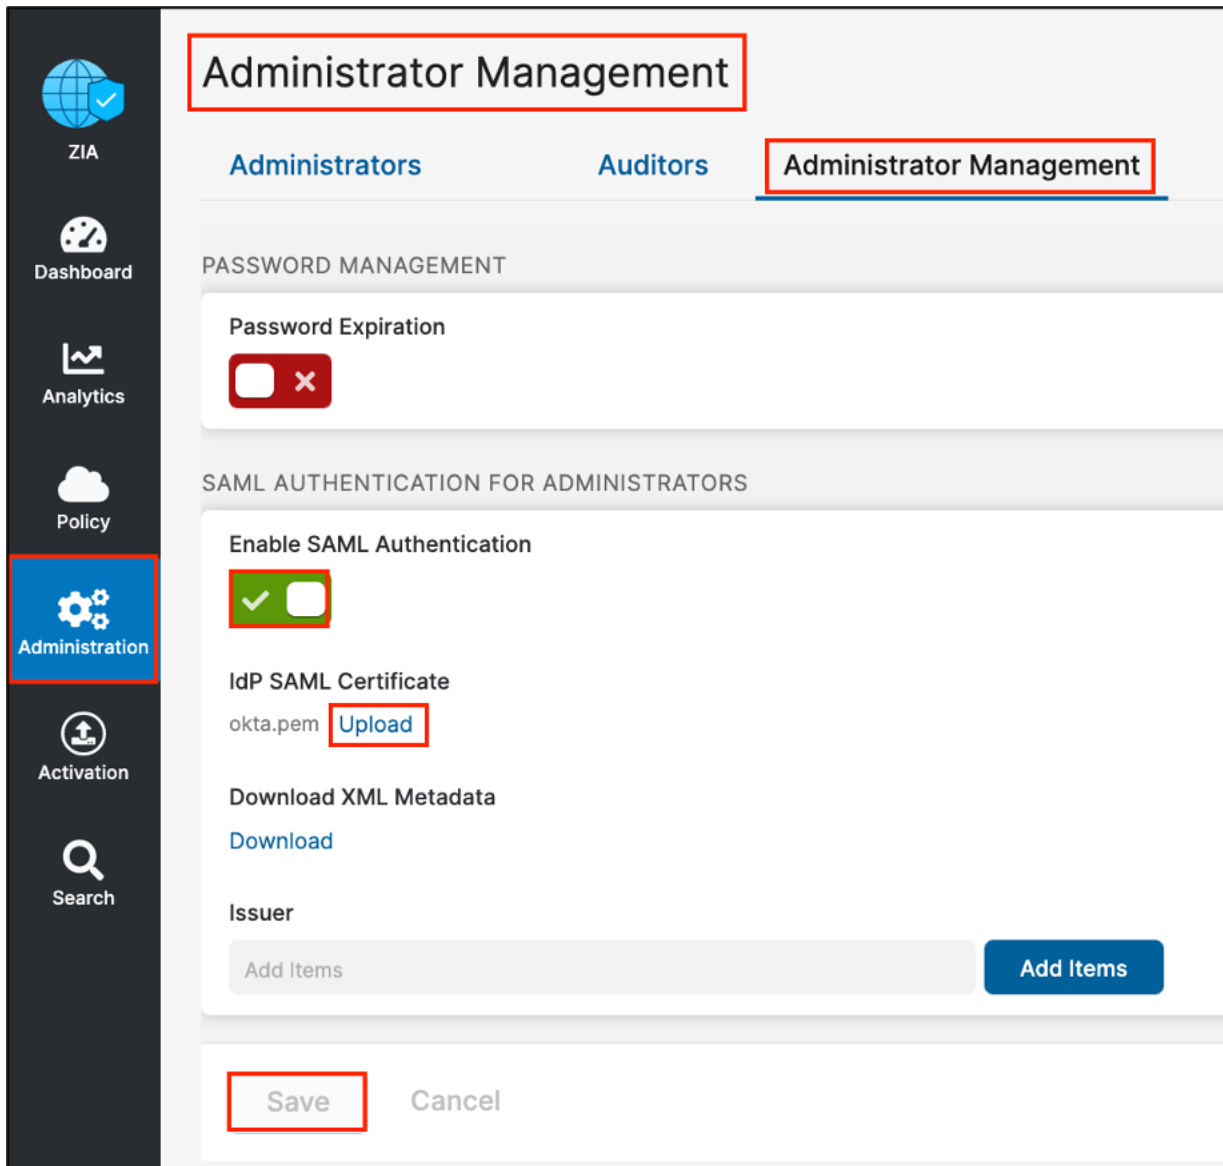 ZIA
Dashboard
Analytics
Policy
Administration
Activation
Search
Administrator Management
Administrators
Auditors
Administrator Management
PASSWORD MANAGEMENT
Password Expiration
SAML AUTHENTICATION FOR ADMINISTRATORS
Enable SAML Authentication
IdP SAML Certificate
okta.pem Upload
Download XML Metadata
Download
Issuer
Add Items
Add Items
Save
Cancel